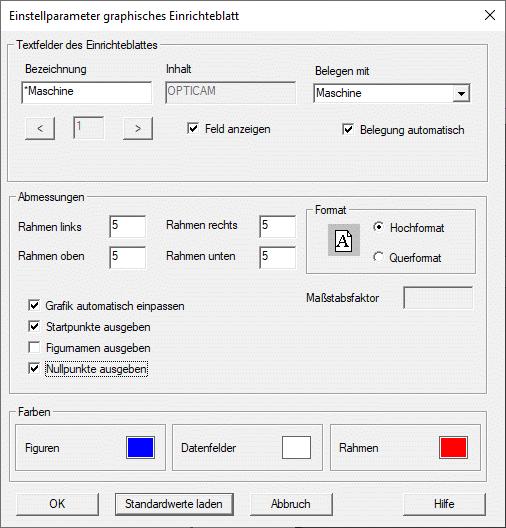 Einstellparameter graphisches Einrichteblatt
Textfelder des Einrichteblattes
Bezeichnung Inhalt Belegen mit
*Maschine OPTICAM Maschine
< 1 > Feld anzeigen Belegung automatisch
Abmessungen
Rahmen links 5 Rahmen rechts 5
Rahmen oben 5 Rahmen unten 5
Format
A Hochformat
Querformat
Maßstabsfaktor
Grafik automatisch einpassen
Startpunkte ausgeben
Figurnamen ausgeben
Nullpunkte ausgeben
Farben
Figuren Datenfelder Rahmen
OK Standardwerte laden Abbruch Hilfe